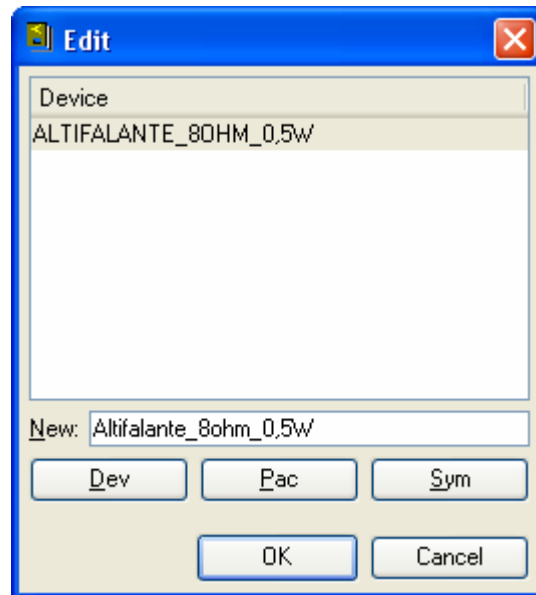 Edit
Device
ALTIFALANTE_8OHM_0,5W
New: Altifalante_8ohm_0,5W
Dev Pac Sym
OK Cancel